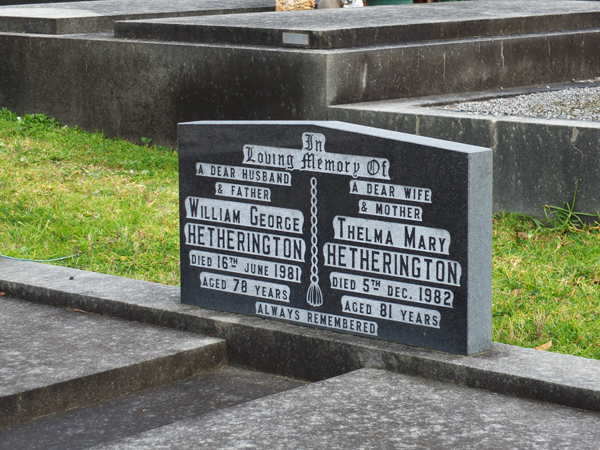 In
Loving Memory Of
A DEAR HUSBAND
& FATHER
WILLIAM GEORGE
HETHERINGTON
DIED 16TH JUNE 1981
AGED 78 YEARS
A DEAR WIFE
& MOTHER
THELMA MARY
HETHERINGTON
DIED 5TH DEC. 1982
AGED 81 YEARS
ALWAYS REMEMBERED